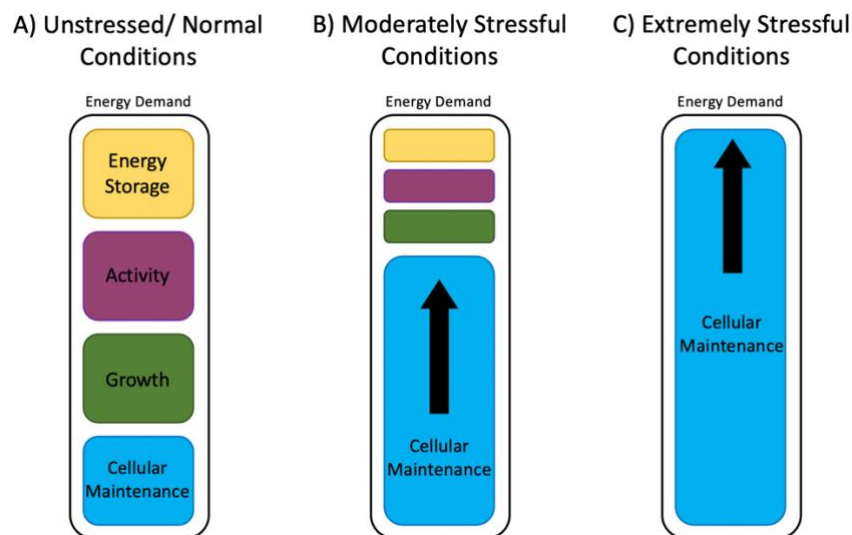 A) Unstressed/ Normal
Conditions
Energy Demand
Energy
Storage
Activity
Growth
Cellular
Maintenance
B) Moderately Stressful
Conditions
Energy Demand
Cellular
Maintenance
C) Extremely Stressful
Conditions
Energy Demand
Cellular
Maintenance